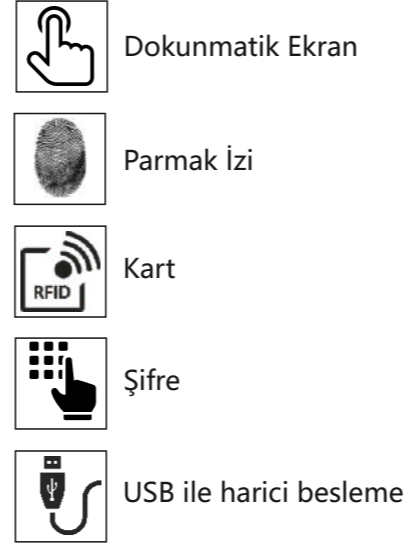 Dokunmatik Ekran
Parmak İzi
RFID
Kart
Şifre
USB ile harici besleme